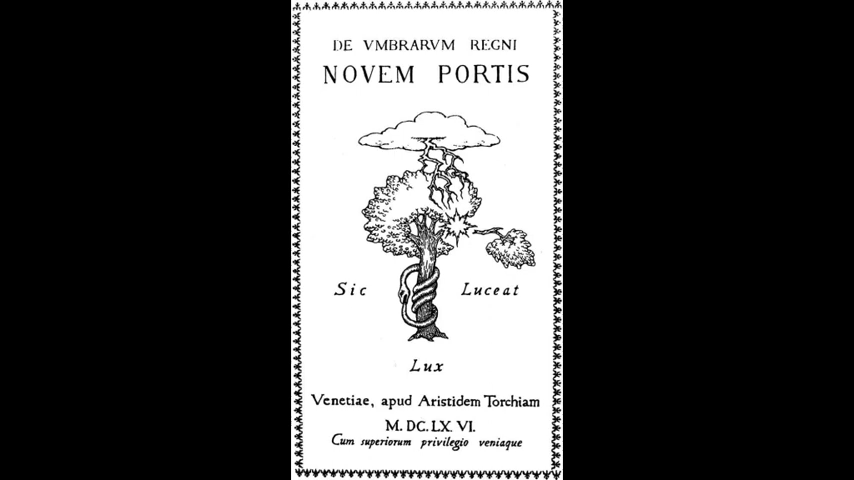 DE VMBRARVM REGNI
NOVEM PORTIS
Sic Luceat
Lux
Venetiae, apud Aristidem Torchiam
M. DC. LX. VI.
Cum superiorum privilegio veniaque